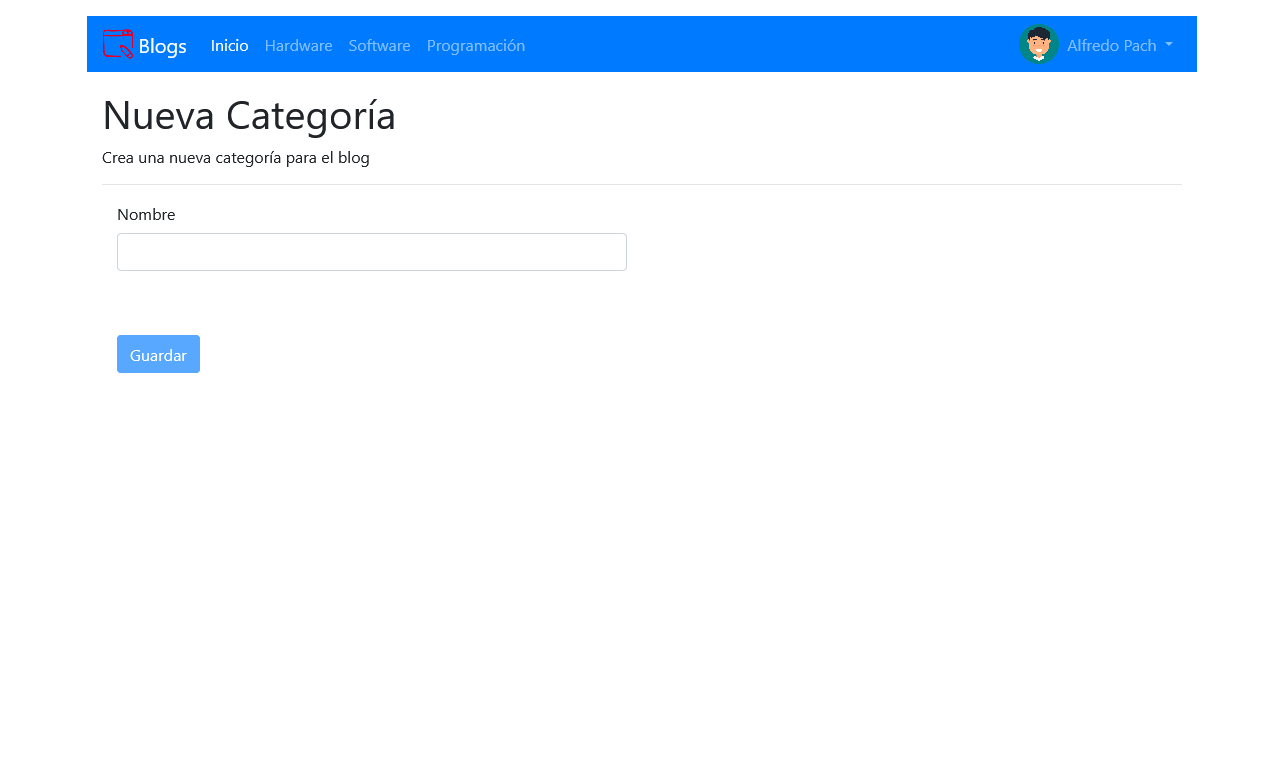 Blogs Inicio Hardware Software Programación Alfredo Pach
Nueva Categoría
Crea una nueva categoría para el blog
Nombre
Guardar